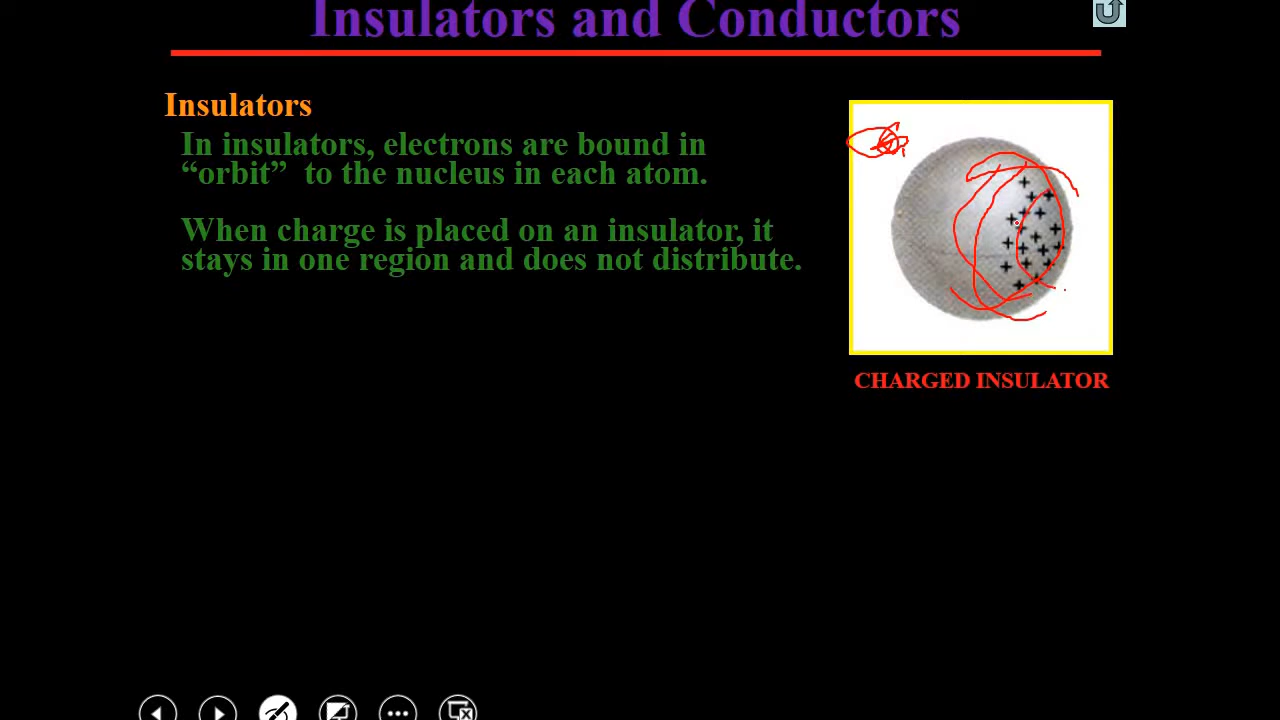 Insulators and Conductors
Insulators
In insulators, electrons are bound in
“orbit” to the nucleus in each atom.
When charge is placed on an insulator, it
stays in one region and does not distribute.
CHARGED INSULATOR